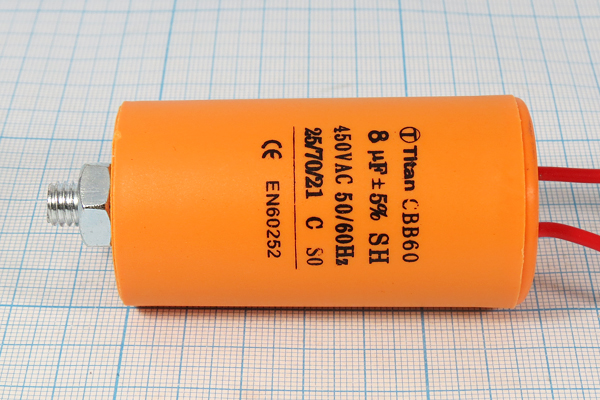 Titan CBB60
8 µF ± 5% SH
450VAC 50/60Hz
25/70/21 C S0
CE EN60252